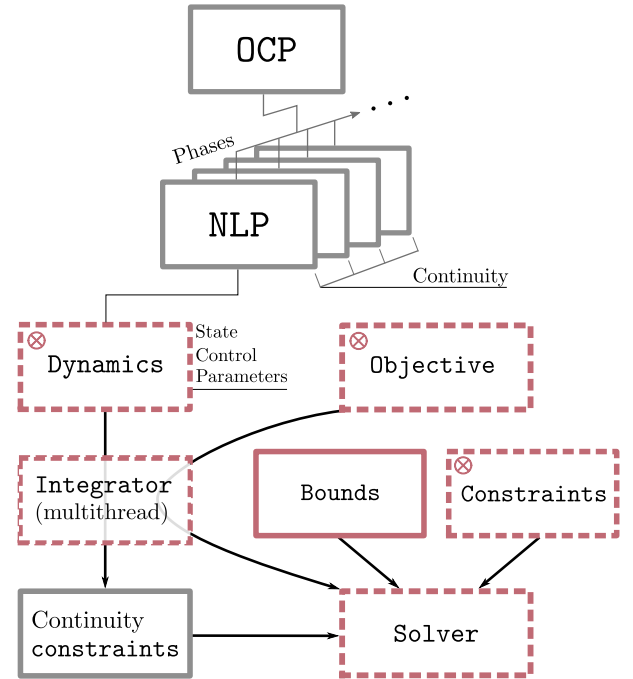 OCP
Phases
NLP
Continuity
Dynamics
State
Control
Parameters
Objective
Integrator
(multithread)
Bounds
Constraints
Continuity
constraints
Solver